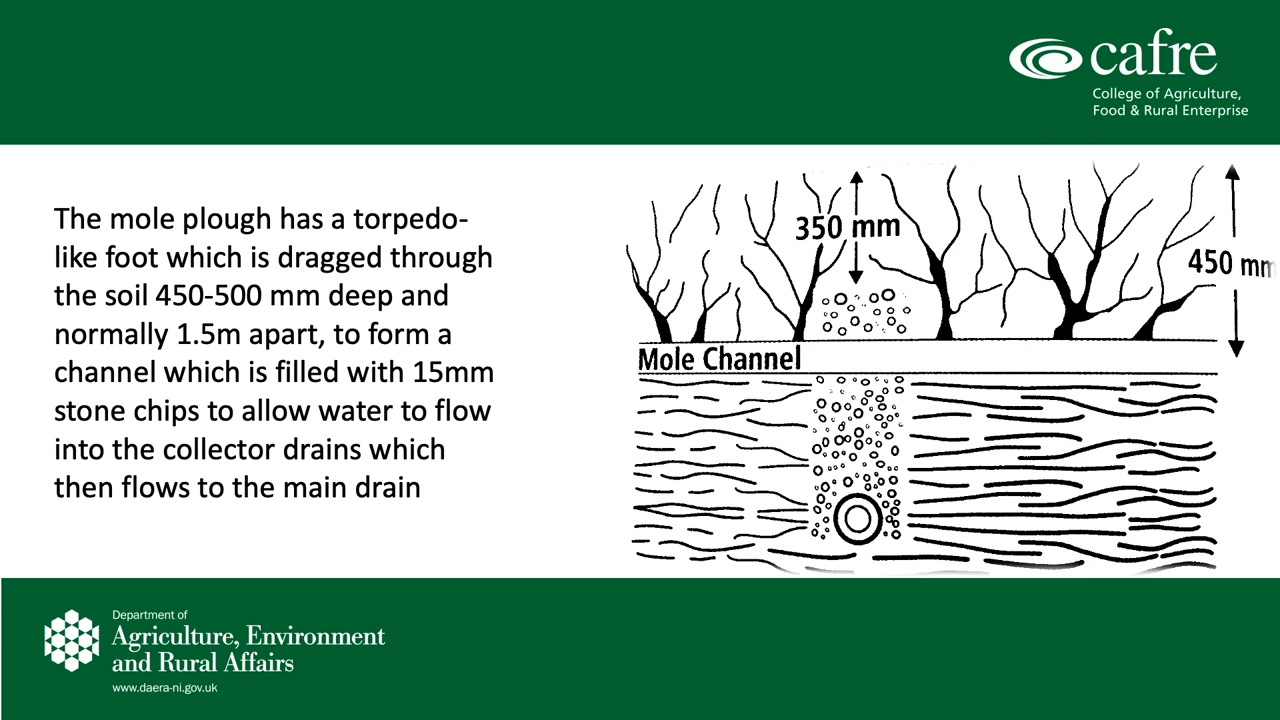 cafre
College of Agriculture,
Food & Rural Enterprise
The mole plough has a torpedo-
like foot which is dragged through
the soil 450-500 mm deep and
normally 1.5m apart, to form a
channel which is filled with 15mm
stone chips to allow water to flow
into the collector drains which
then flows to the main drain
350 mm
450 mm
Mole Channel
Department of
Agriculture, Environment
and Rural Affairs
www.daera-ni.gov.uk